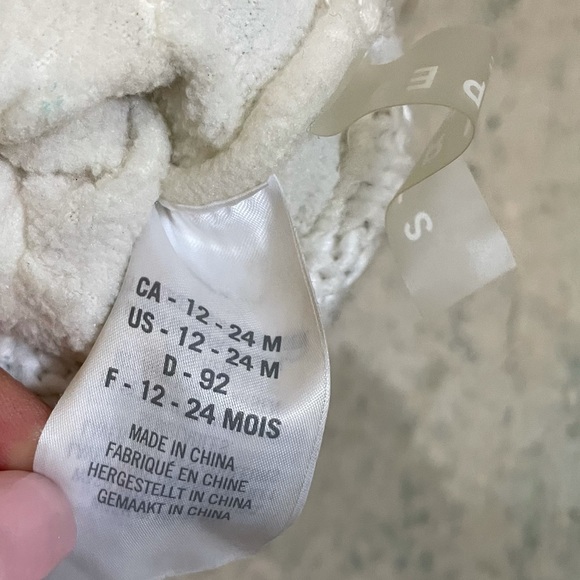 CA - 12 - 24 M
US - 12 - 24 M
D - 92
F - 12 - 24 MOIS
MADE IN CHINA
FABRIQUÉ EN CHINE
HERGESTELLT IN CHINA
GEMAAKT IN CHINA